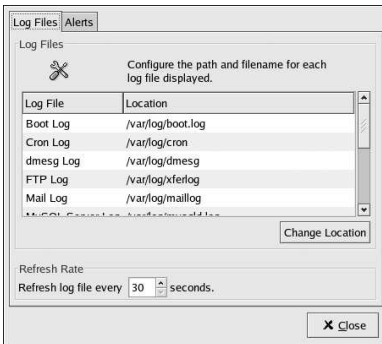 Log Files Alerts
Log Files
Configure the path and filename for each
log file displayed.
Log File Location
Boot Log /var/log/boot.log
Cron Log /var/log/cron
dmesg Log /var/log/dmesg
FTP Log /var/log/xferlog
Mail Log /var/log/maillog
Change Location
Refresh Rate
Refresh log file every 30 seconds.
Close